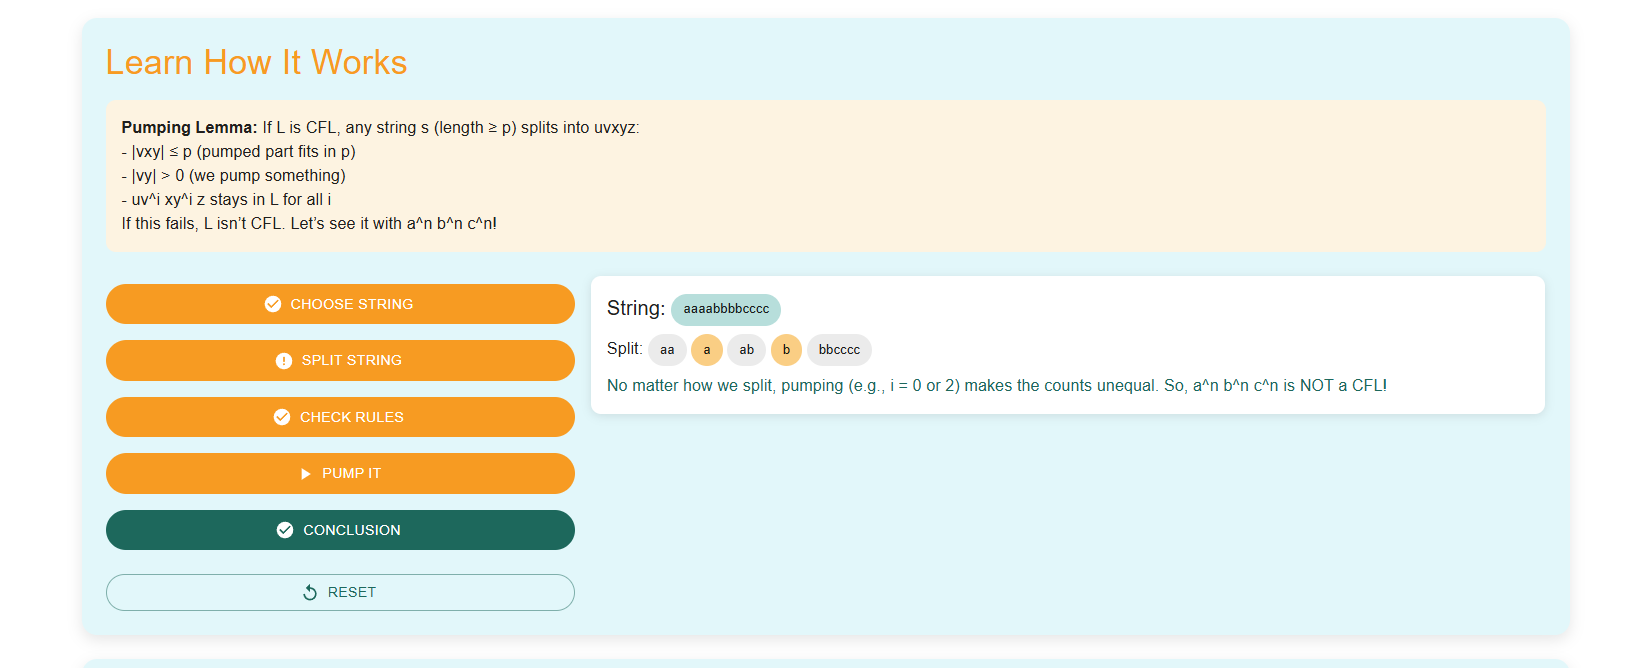 Learn How It Works
Pumping Lemma: If L is CFL, any string s (length ≥ p) splits into uvxyz:
- |vxy| ≤ p (pumped part fits in p)
- |vy| > 0 (we pump something)
- uv^i xy^i z stays in L for all i
If this fails, L isn’t CFL. Let’s see it with a^n b^n c^n!
CHOOSE STRING
SPLIT STRING
CHECK RULES
PUMP IT
CONCLUSION
RESET
String: aaaabbbbcccc
Split: aa a ab b bbcccc
No matter how we split, pumping (e.g., i = 0 or 2) makes the counts unequal. So, a^n b^n c^n is NOT a CFL!